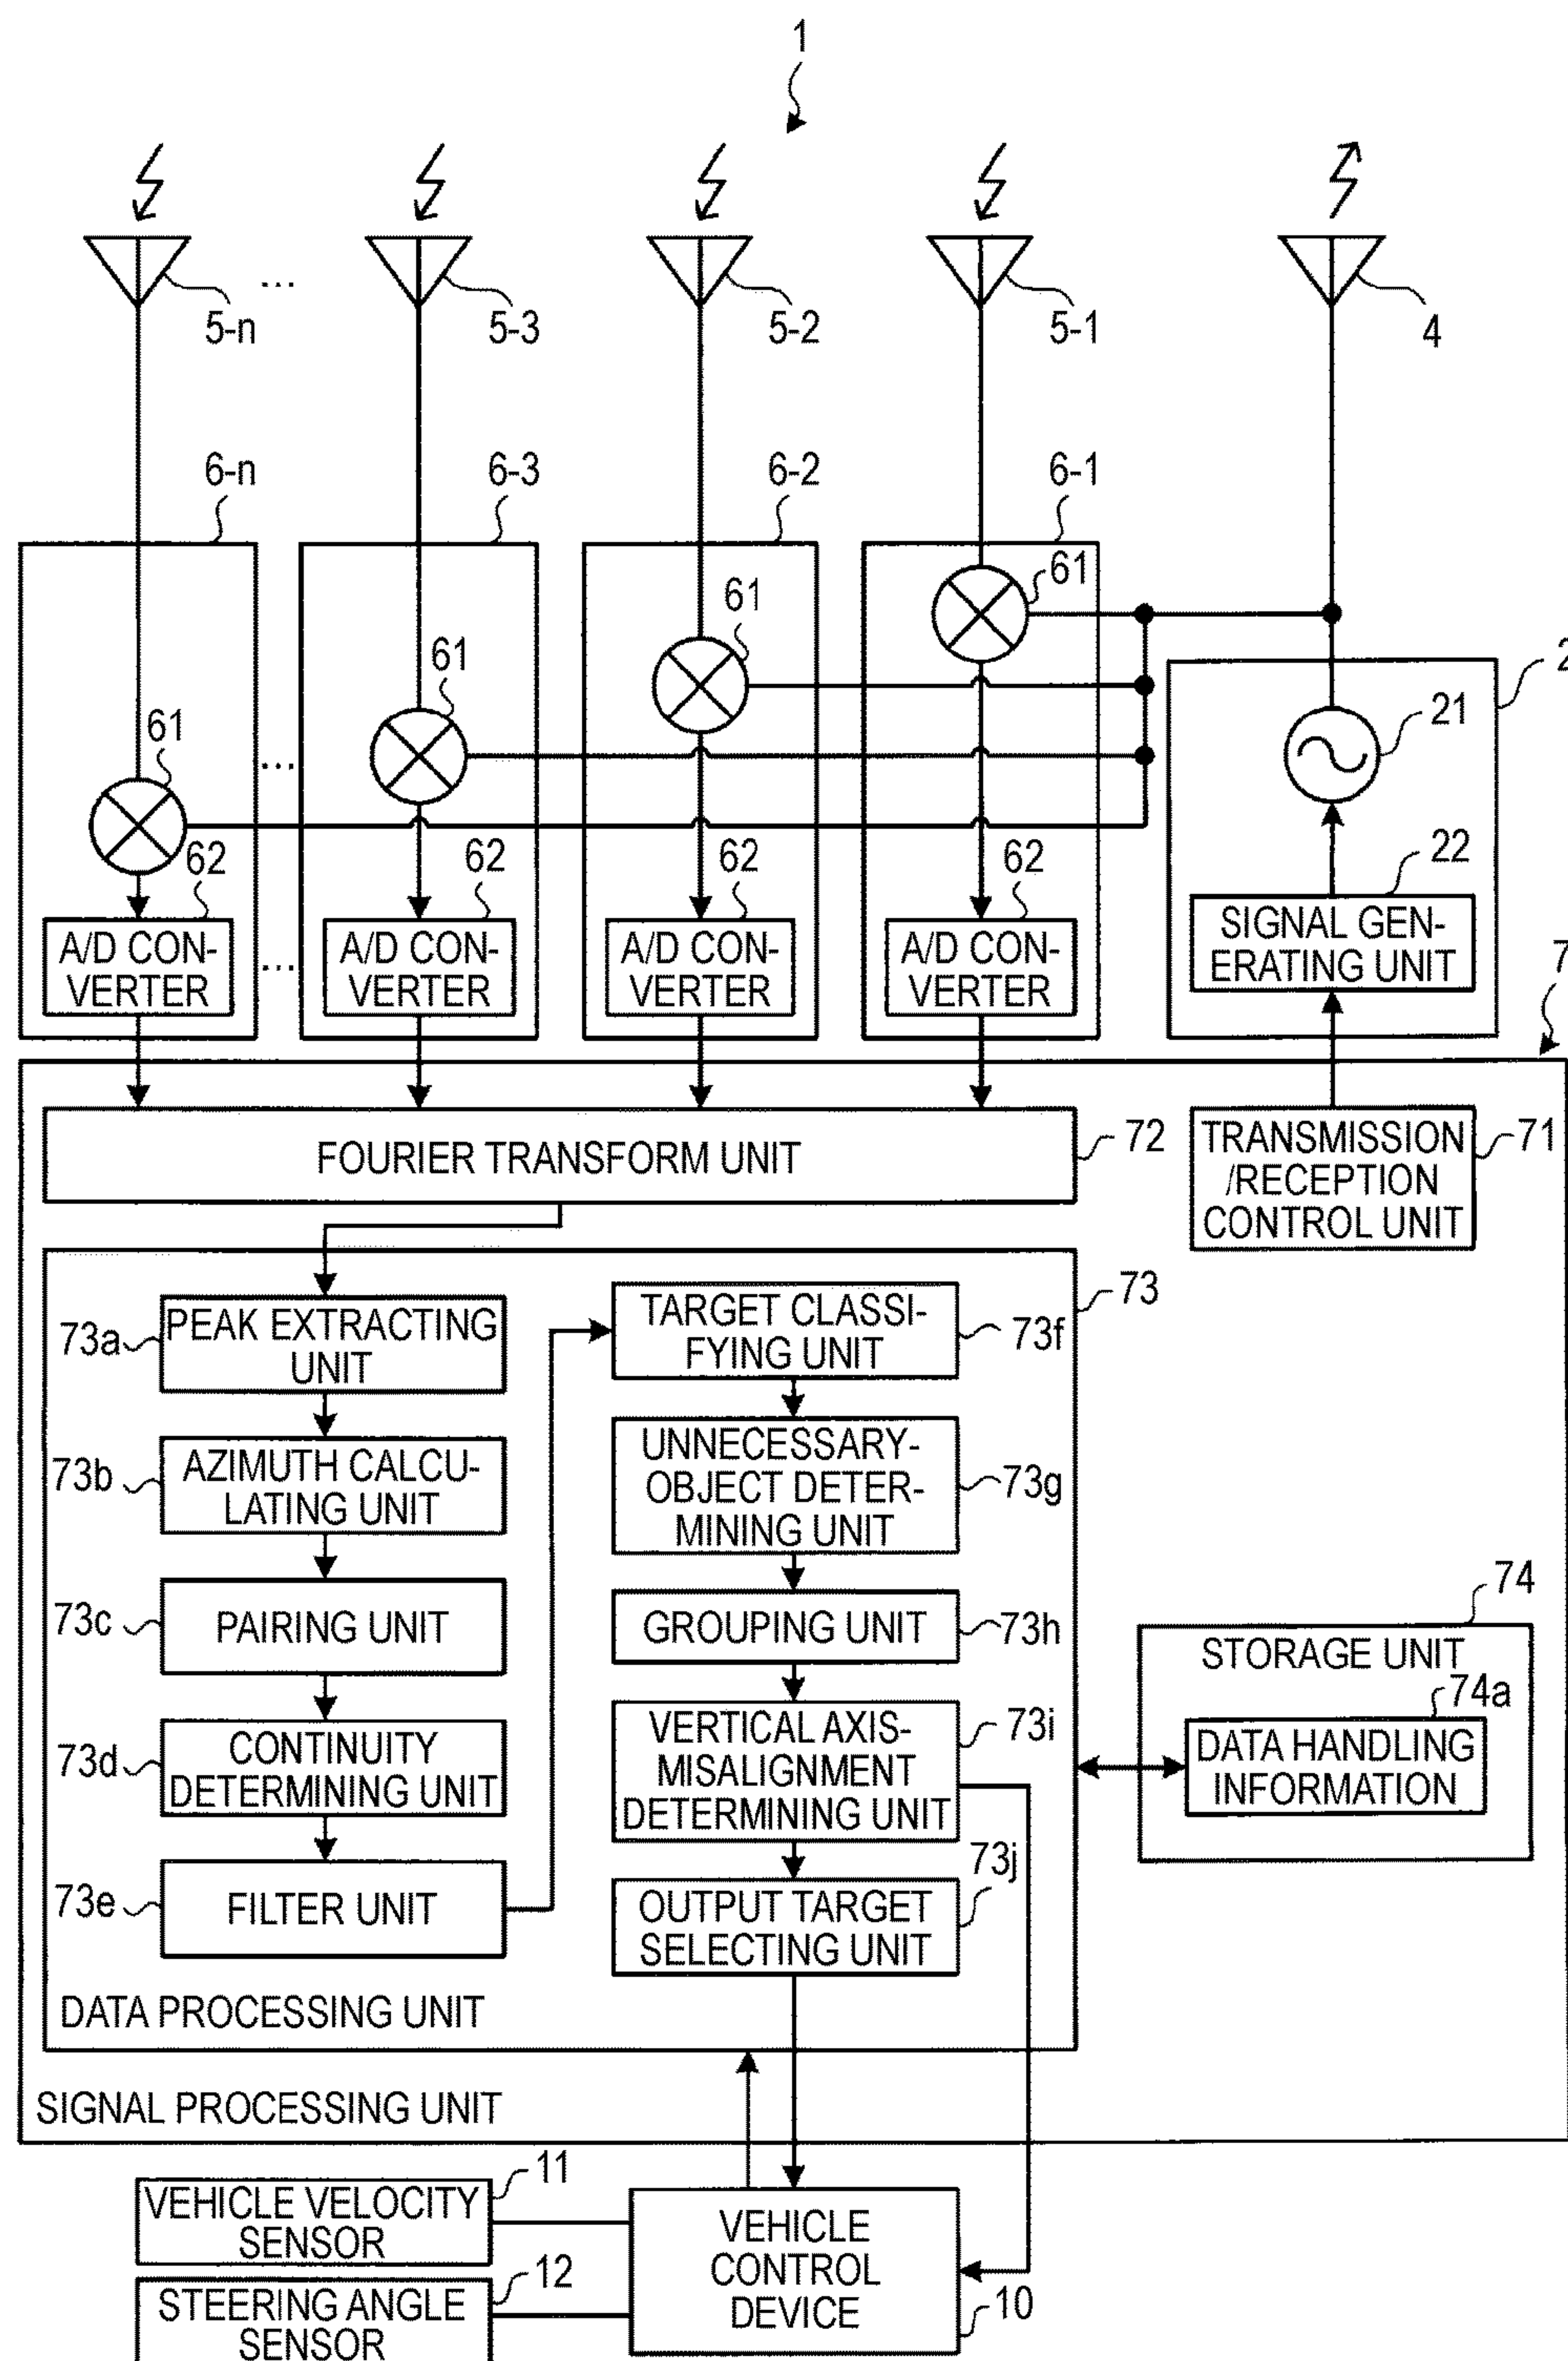 1
5-n
...
5-3
5-2
5-1
4
6-n
6-3
6-2
6-1
61
61
61
61
2
21
...
62
62
62
62
22
A/D CON-
VERTER
...
A/D CON-
VERTER
A/D CON-
VERTER
A/D CON-
VERTER
SIGNAL GEN-
ERATING UNIT
7
FOURIER TRANSFORM UNIT
72
TRANSMISSION
/RECEPTION
CONTROL UNIT
71
73
73a
PEAK EXTRACTING
UNIT
73b
AZIMUTH CALCU-
LATING UNIT
73c
PAIRING UNIT
73d
CONTINUITY
DETERMINING UNIT
73e
FILTER UNIT
TARGET CLASSI-
FYING UNIT
73f
UNNECESSARY-
OBJECT DETER-
MINING UNIT
73g
GROUPING UNIT
73h
VERTICAL AXIS-
MISALIGNMENT
DETERMINING UNIT
73i
73j
OUTPUT TARGET
SELECTING UNIT
74
STORAGE UNIT
74a
DATA HANDLING
INFORMATION
DATA PROCESSING UNIT
SIGNAL PROCESSING UNIT
11
VEHICLE VELOCITY
SENSOR
12
STEERING ANGLE
SENSOR
VEHICLE
CONTROL
DEVICE
10